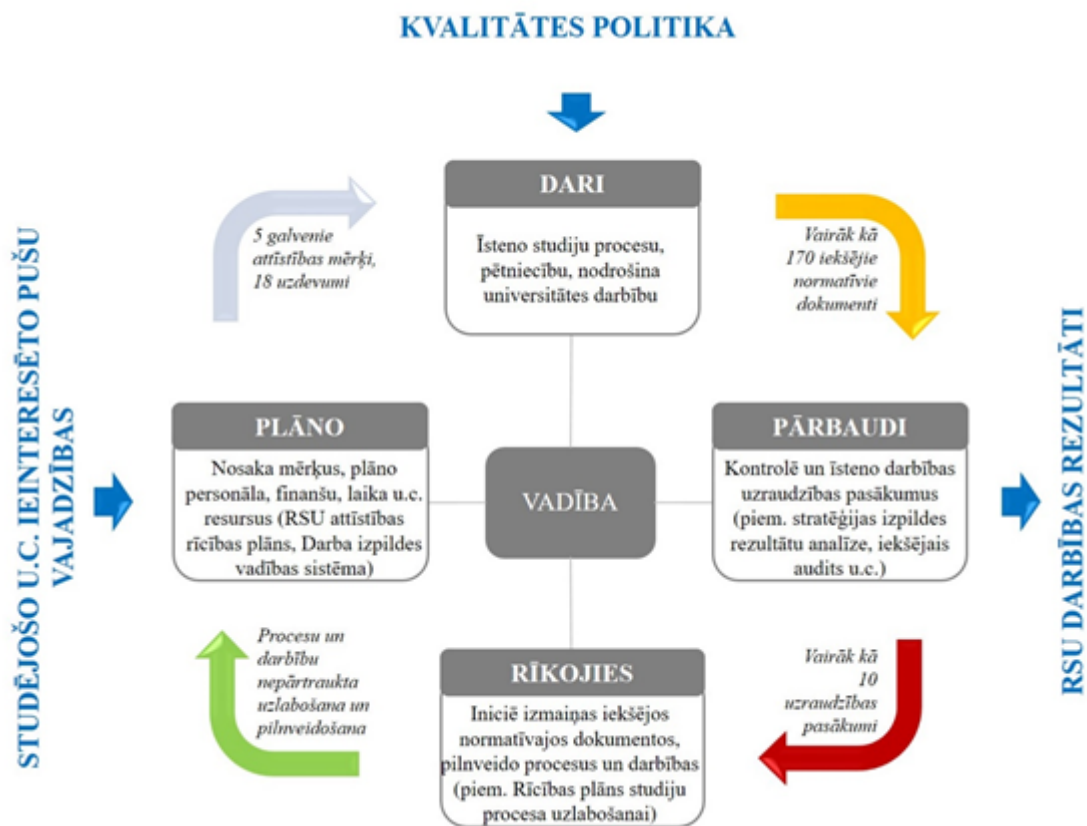 KVALITĀTES POLITIKA
STUDĒJOŠO U.C. IEINTERESĒTO PUŠU
VAJADZĪBAS
5 galvenie
attīstības mērķi,
18 uzdevumi
DARI
Īsteno studiju procesu,
pētniecību, nodrošina
universitātes darbību
Vairāk kā
170 iekšējie
normatīvie
dokumenti
PLĀNO
Nosaka mērķus, plāno
personāla, finanšu, laika u.c.
resursus (RSU attīstības
rīcības plāns, Darba izpildes
vadības sistēma)
VADĪBA
PĀRBAUDI
Kontrolē un īsteno darbības
uzraudzības pasākumus
(piem. stratēģijas izpildes
rezultātu analīze, iekšējais
audits u.c.)
Procesu un
darbību
nepārtraukta
uzlabošana un
pilnveidošana
RĪKOJIES
Iniciē izmaiņas iekšējos
normatīvajos dokumentos,
pilnveido procesus un darbības
(piem. Rīcības plāns studiju
procesa uzlabošanai)
Vairāk kā
10
uzraudzības
pasākumi
RSU DARBĪBAS REZULTĀTI